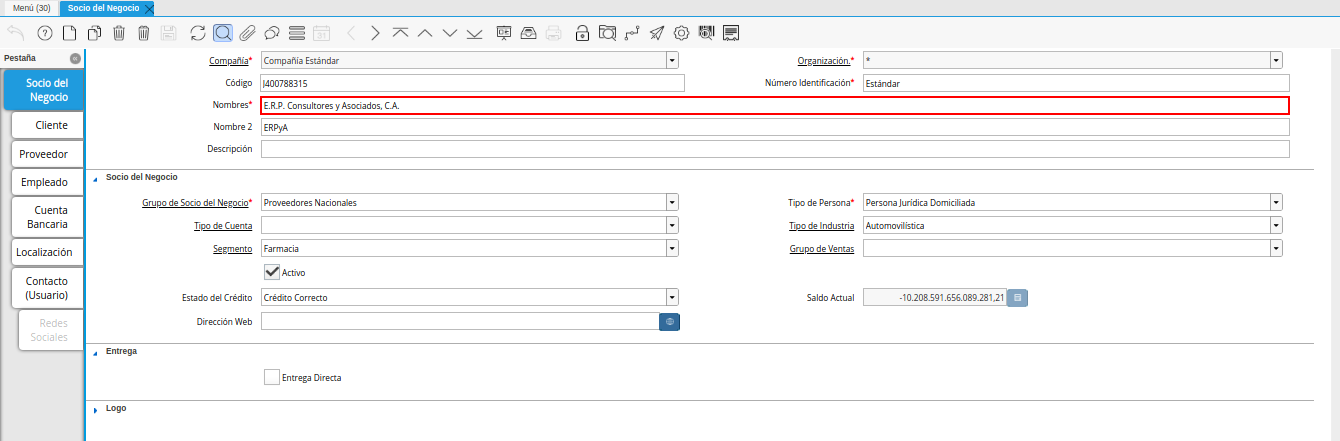 Menú (30) Socio del Negocio
Pestaña
Socio del
Negocio
Cliente
Proveedor
Empleado
Cuenta
Bancaria
Localización
Contacto
(Usuario)
Redes
Sociales
Compañía* Compañía Estándar Organización.* *
Código J400788315 Número Identificación* Estándar
Nombres* E.R.P. Consultores y Asociados, C.A.
Nombre 2 ERPyA
Descripción
Socio del Negocio
Grupo de Socio del Negocio* Proveedores Nacionales Tipo de Persona* Persona Jurídica Domiciliada
Tipo de Cuenta Tipo de Industria Automovilística
Segmento Farmacia Grupo de Ventas
Activo
Estado del Crédito Crédito Correcto Saldo Actual -10.208.591.656.089.281,21
Dirección Web
Entrega
Entrega Directa
Logo